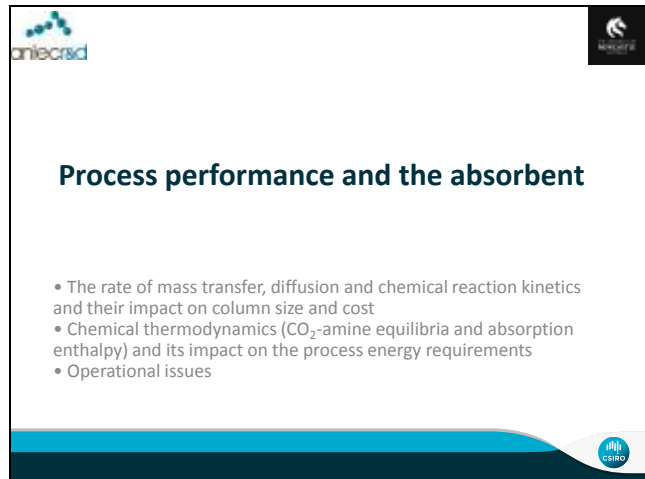 anlecr&d
Process performance and the absorbent
• The rate of mass transfer, diffusion and chemical reaction kinetics
and their impact on column size and cost
• Chemical thermodynamics (CO₂-amine equilibria and absorption
enthalpy) and its impact on the process energy requirements
• Operational issues
CSIRO